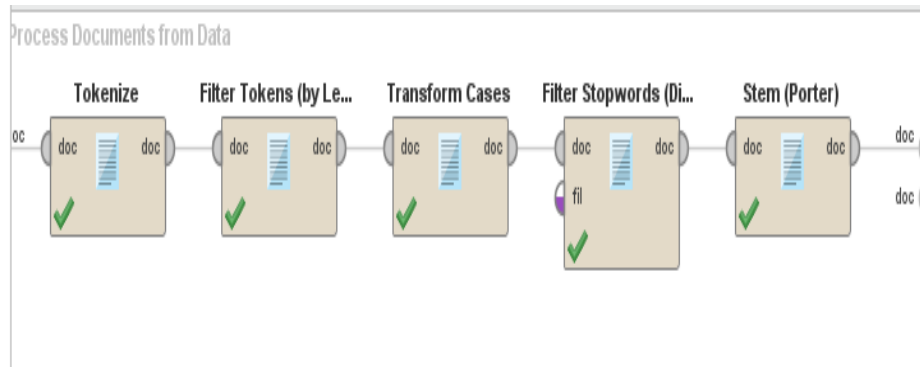 Process Documents from Data
Tokenize
Filter Tokens (by Le...
Transform Cases
Filter Stopwords (Di...
Stem (Porter)
oc
doc doc
doc doc
doc doc
doc doc
doc doc
doc
fil
doc